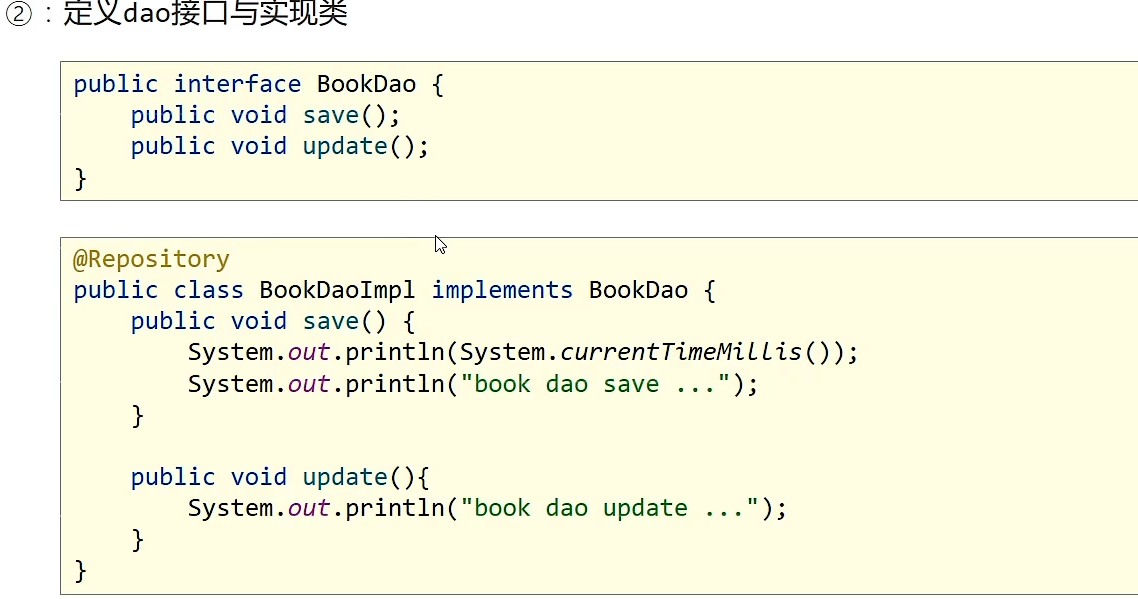 ②：定义dao接口与实现类
public interface BookDao {
    public void save();
    public void update();
}
@Repository
public class BookDaoImpl implements BookDao {
    public void save() {
        System.out.println(System.currentTimeMillis());
        System.out.println("book dao save ...");
    }
    public void update(){
        System.out.println("book dao update ...");
    }
}